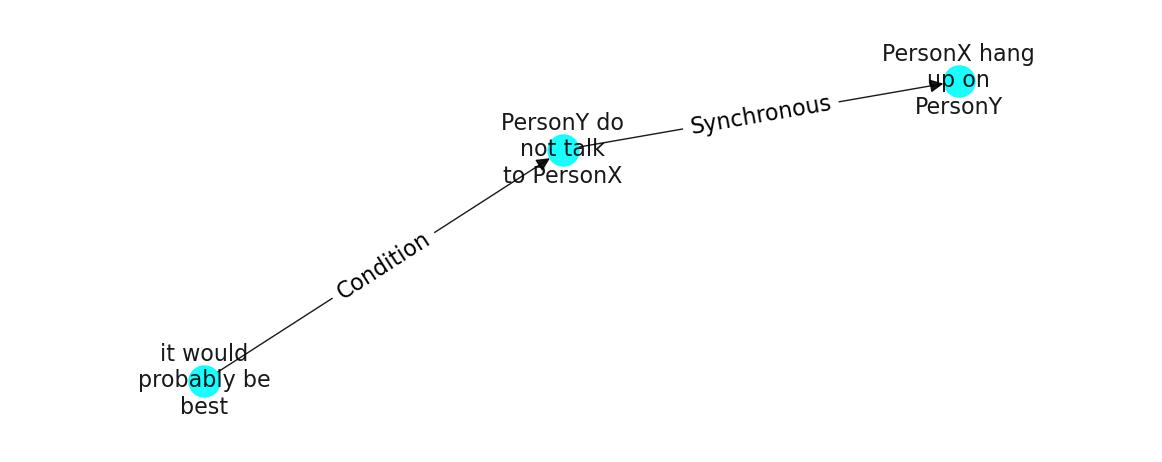 PersonX hang
up on
PersonY
Synchronous
PersonY do
not talk
to PersonX
Condition
it would
probably be
best